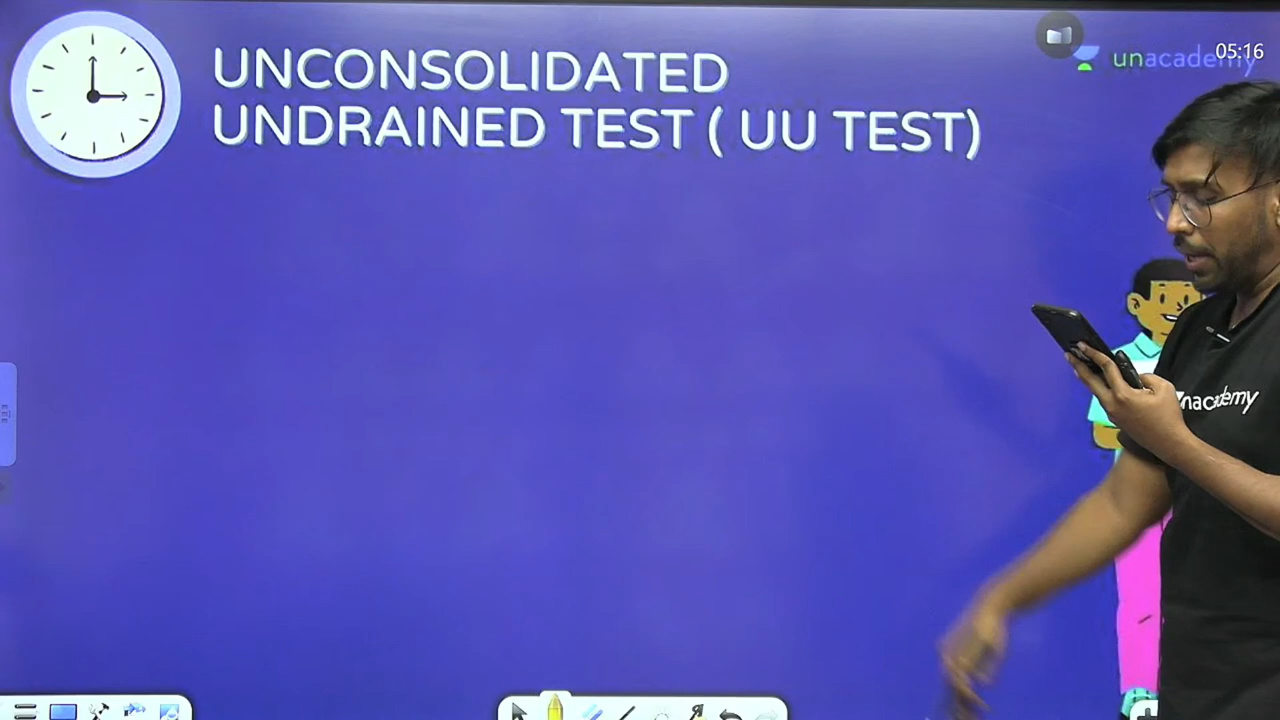 UNCONSOLIDATED
UNDRAINED TEST ( UU TEST)
unacademy
05:16
unacademy